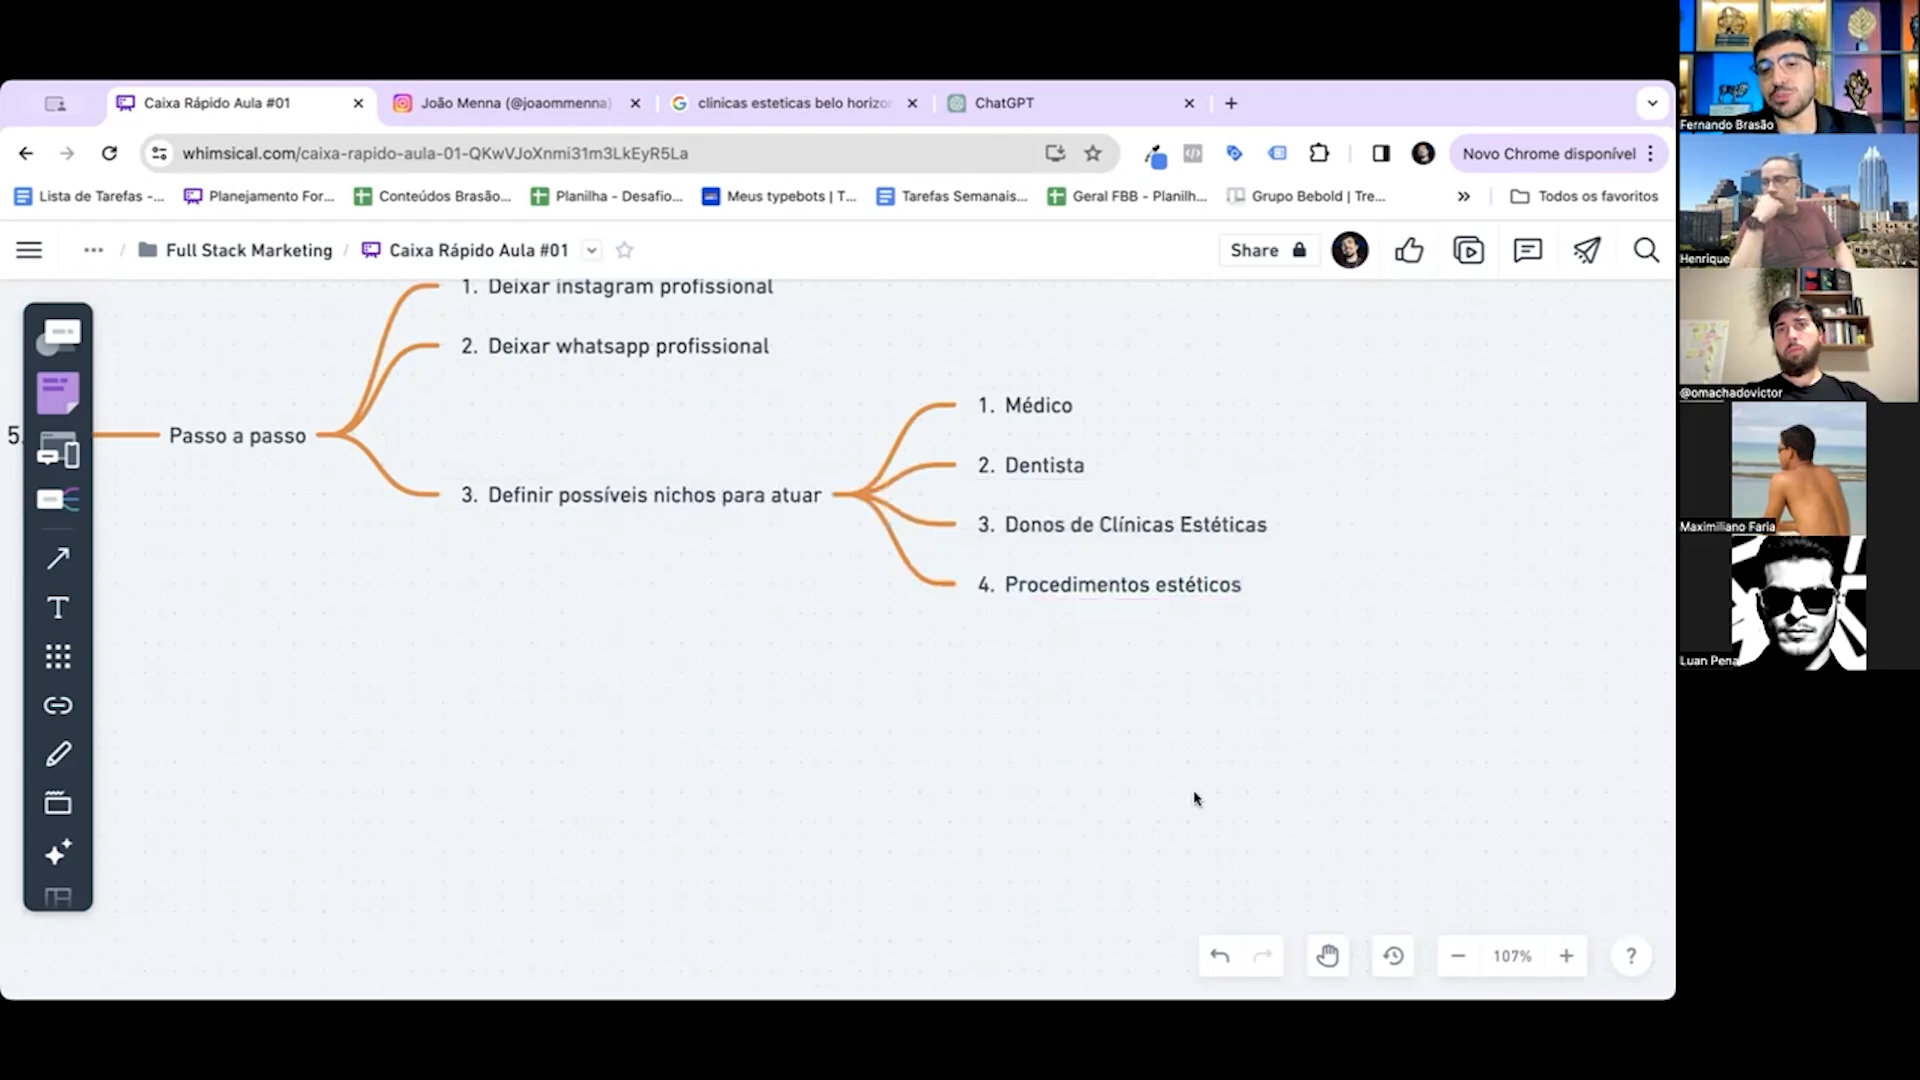 Caixa Rápido Aula #01
João Menna (@joaommenna)
clinicas esteticas belo horizo
ChatGPT
whimsical.com/caixa-rapido-aula-01-QKwVJoXnmi31m3LkEyR5La
Novo Chrome disponível
Lista de Tarefas -...
Planejamento For...
Conteúdos Brasão...
Planilha - Desafio...
Meus typebots | T...
Tarefas Semanais...
Geral FBB - Planilh...
Grupo Bebold | Tre...
Todos os favoritos
Full Stack Marketing / Caixa Rápido Aula #01
Share
1. Deixar instagram profissional
2. Deixar whatsapp profissional
5.
Passo a passo
3. Definir possíveis nichos para atuar
1. Médico
2. Dentista
3. Donos de Clínicas Estéticas
4. Procedimentos estéticos
107%
?
Fernando Brasão
Henrique
@omachadovictor
Maximiliano Faria
Luan Pena